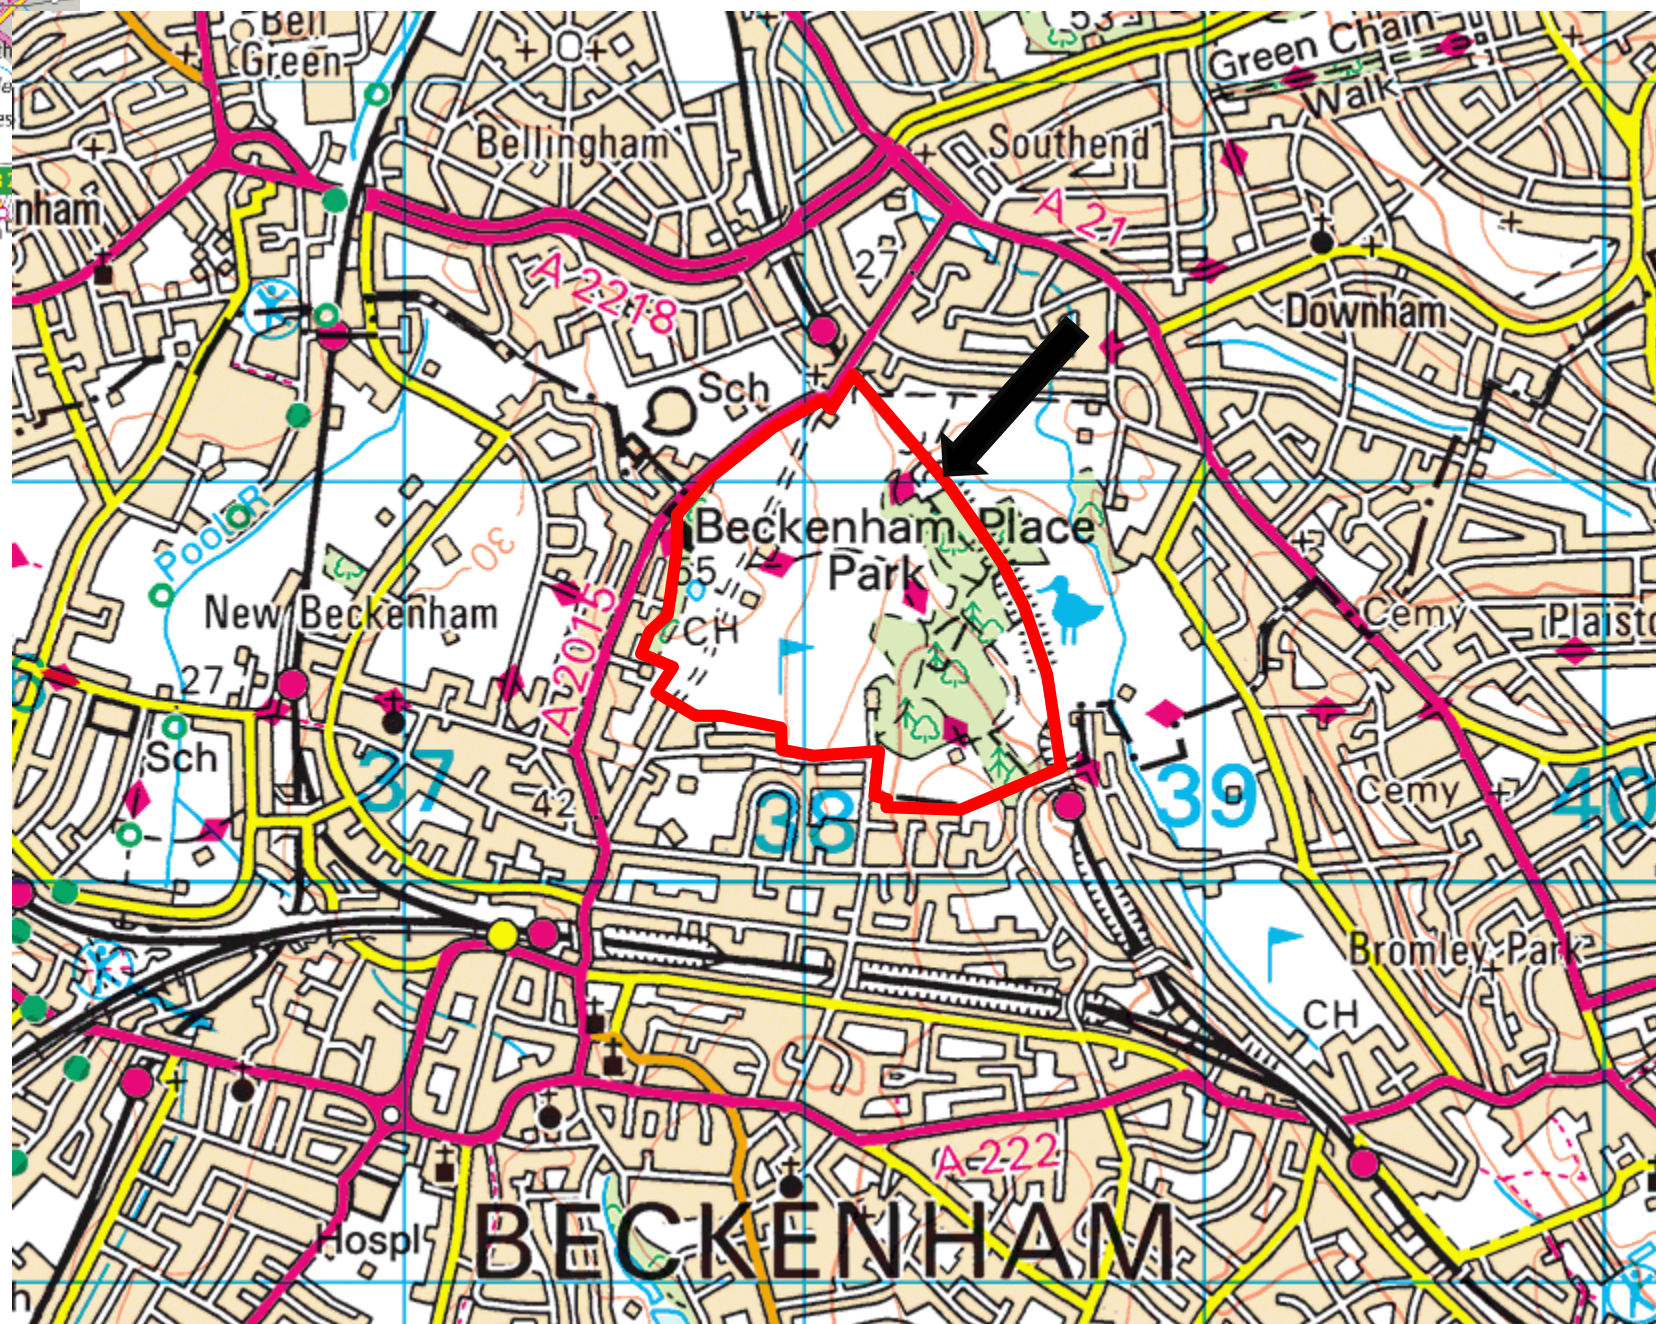 Bell
Green
53
Green Chain
Walk
Bellingham
Southend
nham
A 21
27
A 2218
Downham
Sch
Pool R
30
Beckenham Place
Park
55
CH
New Beckenham
Cemy
A 2015
27
Sch
37
42
38
39
Cemy
40
Bromley Park
CH
A 222
BECKENHAM
Hospl